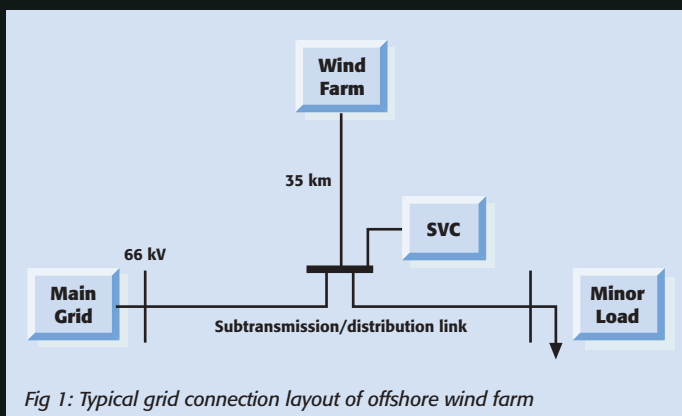 Wind
Farm
35 km
SVC
66 kV
Main
Grid
Minor
Load
Subtransmission/distribution link
Fig 1: Typical grid connection layout of offshore wind farm